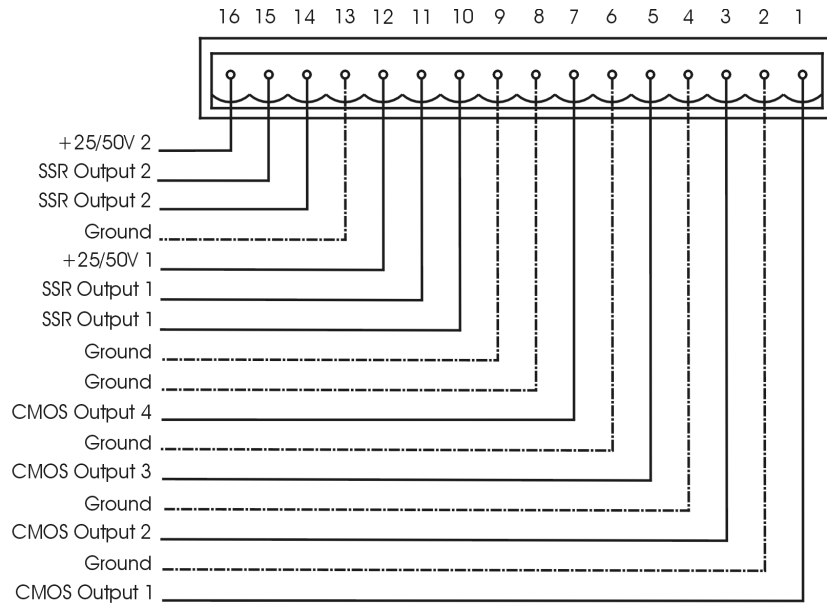 16 15 14 13 12 11 10 9 8 7 6 5 4 3 2 1
+25/50V 2
SSR Output 2
SSR Output 2
Ground
+25/50V 1
SSR Output 1
SSR Output 1
Ground
Ground
CMOS Output 4
Ground
CMOS Output 3
Ground
CMOS Output 2
Ground
CMOS Output 1